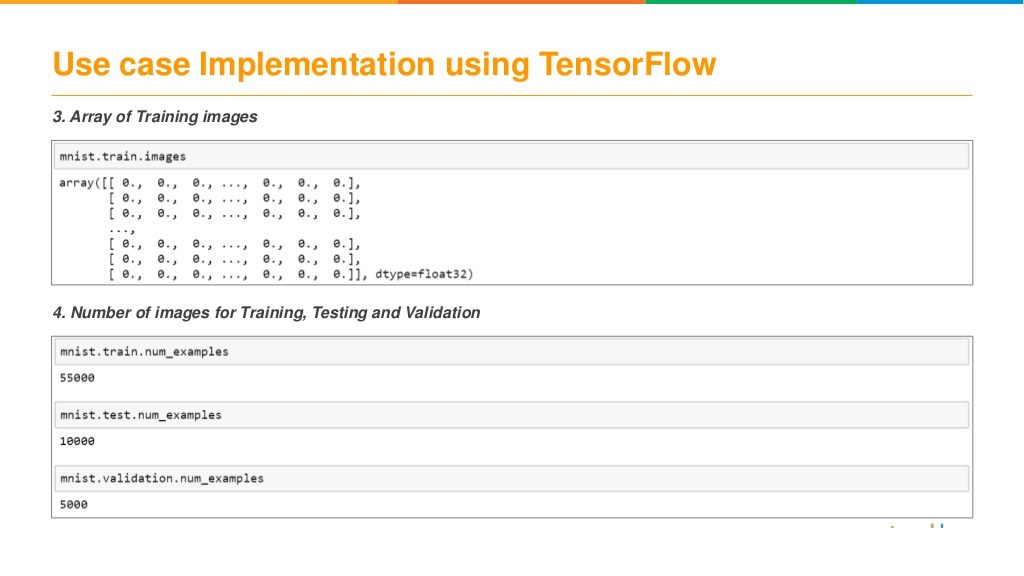 Use case Implementation using TensorFlow
3. Array of Training images
mnist.train.images
array([[ 0., 0., 0., ..., 0., 0., 0.],
[ 0., 0., 0., ..., 0., 0., 0.],
[ 0., 0., 0., ..., 0., 0., 0.],
...,
[ 0., 0., 0., ..., 0., 0., 0.],
[ 0., 0., 0., ..., 0., 0., 0.],
[ 0., 0., 0., ..., 0., 0., 0.]], dtype=float32)
4. Number of images for Training, Testing and Validation
mnist.train.num_examples
55000
mnist.test.num_examples
10000
mnist.validation.num_examples
5000